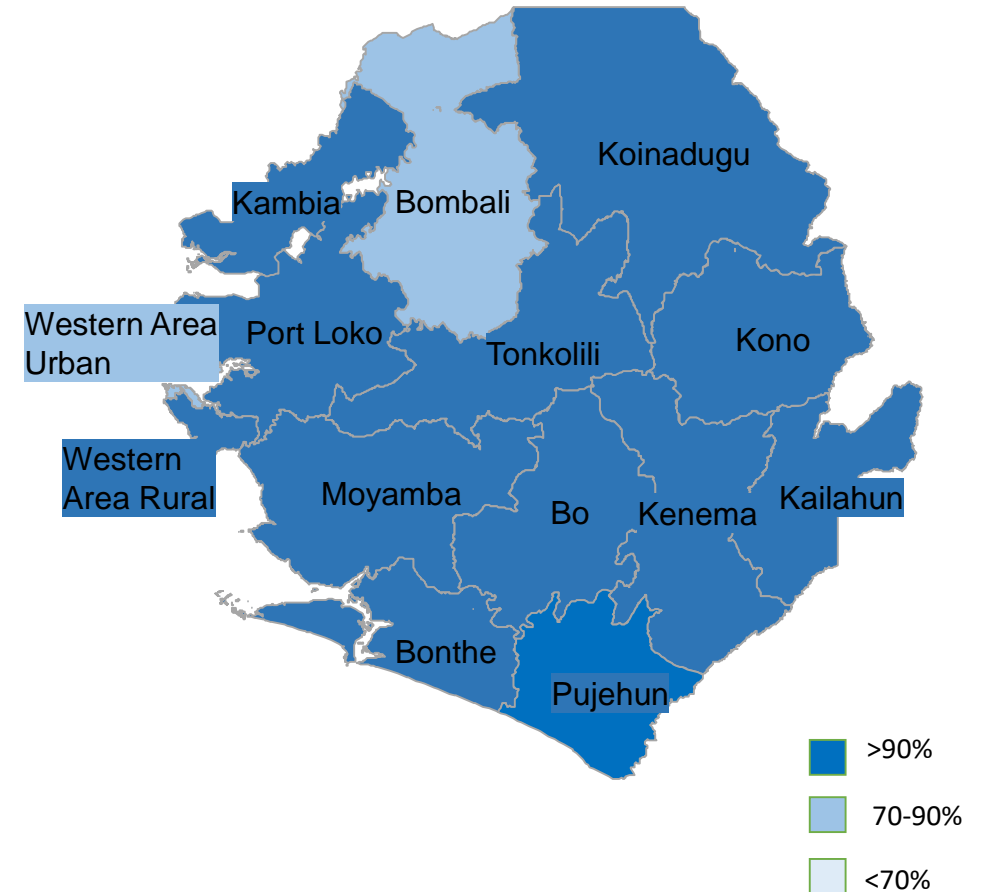 Koinadugu
Kambia
Bombali
Western Area
Urban
Port Loko
Tonkolili
Kono
Western
Area Rural
Moyamba
Bo
Kenema
Kailahun
Bonthe
Pujehun
>90%
70-90%
<70%